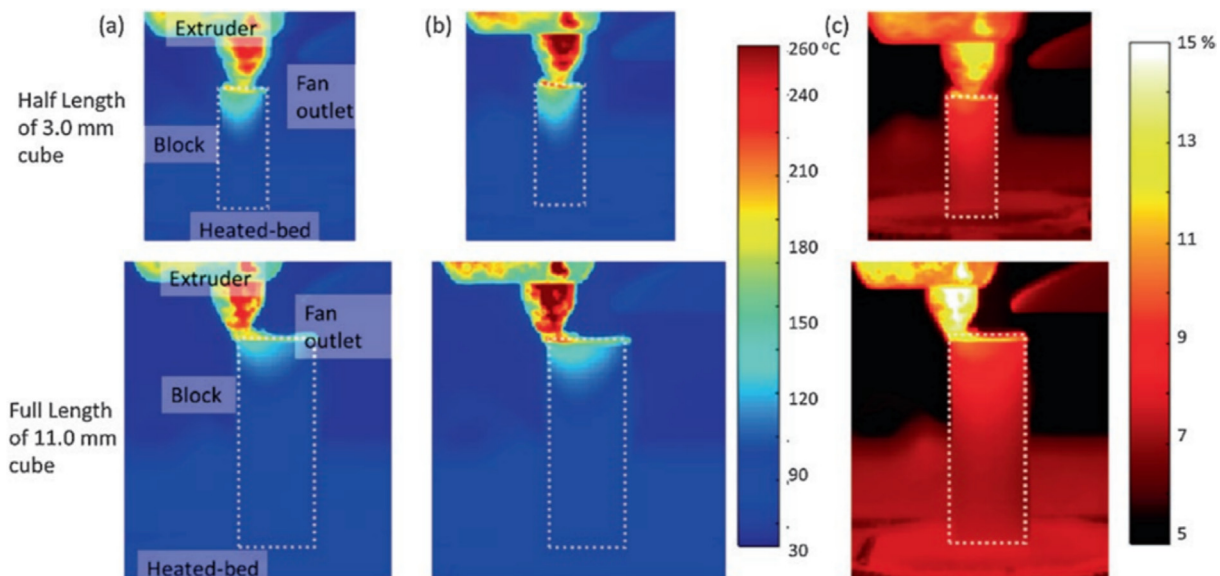 (a)
(b)
(c)
Half Length
of 3.0 mm
cube
Extruder
Fan
outlet
Block
Heated-bed
260 °C
240
210
180
150
120
90
30
15 %
13
11
9
7
5
Full Length
of 11.0 mm
cube
Extruder
Fan
outlet
Block
Heated-bed